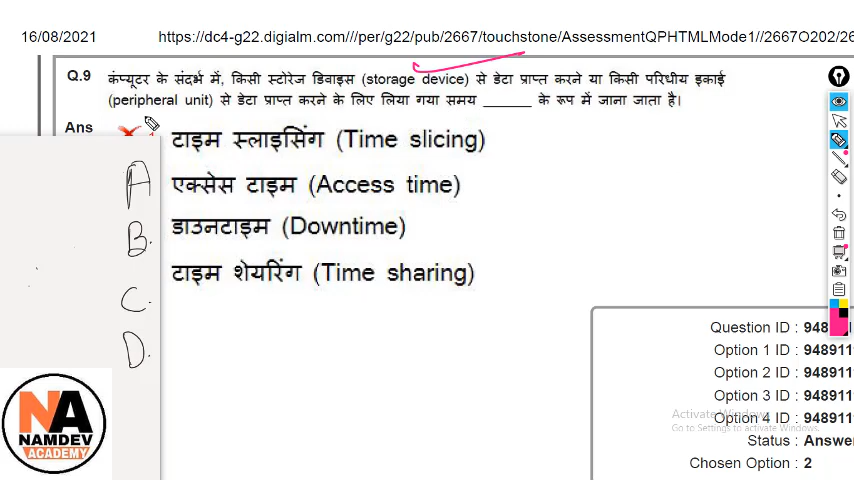 16/08/2021
https://dc4-g22.digialm.com///per/g22/pub/2667/touchstone/AssessmentQPHTMLMode1//2667O202/26
Q.9 कंप्यूटर के संदर्भ में, किसी स्टोरेज डिवाइस (storage device) से डेटा प्राप्त करने या किसी परिधीय इकाई
(peripheral unit) से डेटा प्राप्त करने के लिए लिया गया समय ______ के रूप में जाना जाता है।
Ans
टाइम स्लाइसिंग (Time slicing)
A एक्सेस टाइम (Access time)
B. डाउनटाइम (Downtime)
C. टाइम शेयरिंग (Time sharing)
D.
Question ID : 948
Option 1 ID : 948911
Option 2 ID : 948911
Option 3 ID : 948911
Option 4 ID : 948911
Activate Windows
Go to Settings to activate Windows.
Status : Answe
Chosen Option : 2
NA
NAMDEV
ACADEMY